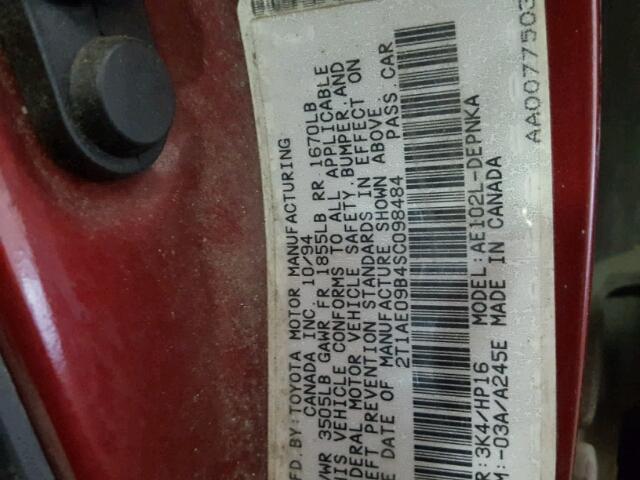 MFD.BY: TOYOTA MOTOR MANUFACTURING
CANADA INC. 10/94
GVWR 3505LB GAWR FR 1855LB RR 1670LB
THIS VEHICLE CONFORMS TO ALL APPLICABLE
FEDERAL MOTOR VEHICLE SAFETY, BUMPER, AND
THEFT PREVENTION STANDARDS IN EFFECT ON
THE DATE OF MANUFACTURE SHOWN ABOVE.
2T1AE09B4SC098484 PASS.CAR
R:3K4/HP16 MODEL:AE102L-DEPNKA
M:-03A/A245E MADE IN CANADA
AA0077503